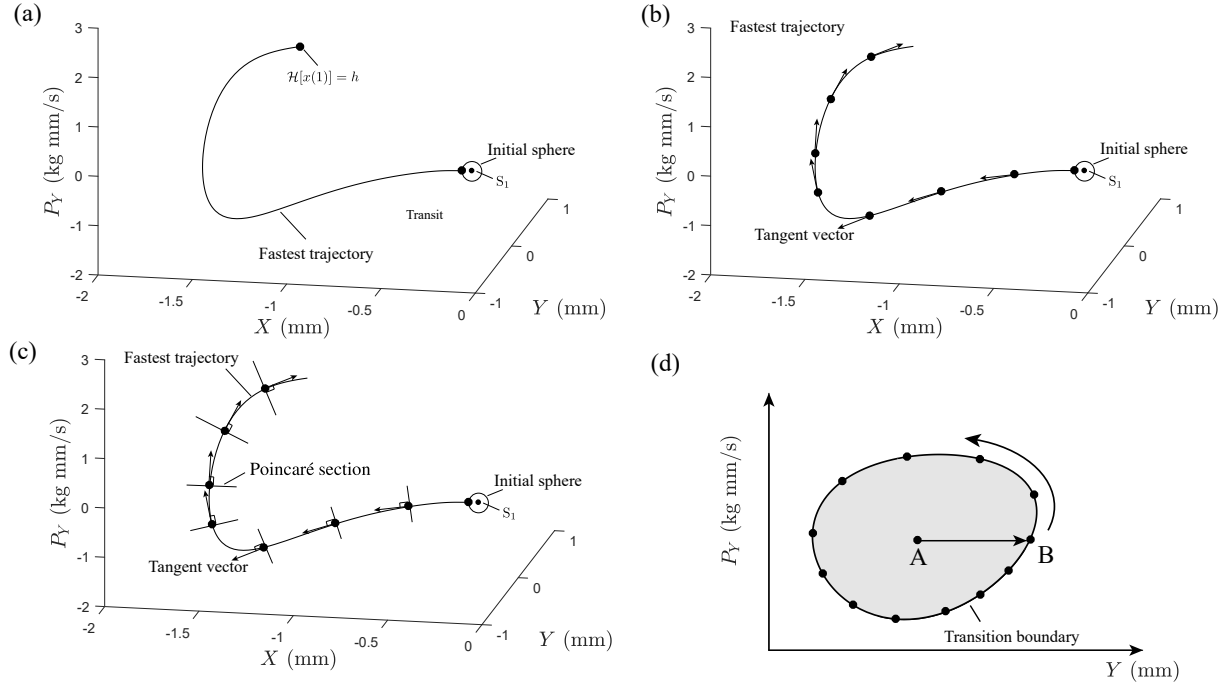 (a)
3
2
1
0
-1
-2
P_Y (kg mm/s)
-2
-1.5
-1
-0.5
0
X (mm)
-1
0
1
Y (mm)
H[x(1)] = h
Initial sphere
S1
Transit
Fastest trajectory
(b)
Fastest trajectory
3
2
1
0
-1
-2
P_Y (kg mm/s)
-2
-1.5
-1
-0.5
0
X (mm)
-1
0
1
Y (mm)
Initial sphere
S1
Tangent vector
(c)
Fastest trajectory
3
2
1
0
-1
-2
P_Y (kg mm/s)
-2
-1.5
-1
-0.5
0
X (mm)
-1
0
1
Y (mm)
Poincaré section
Initial sphere
S1
Tangent vector
(d)
P_Y (kg mm/s)
A
B
Transition boundary
Y (mm)